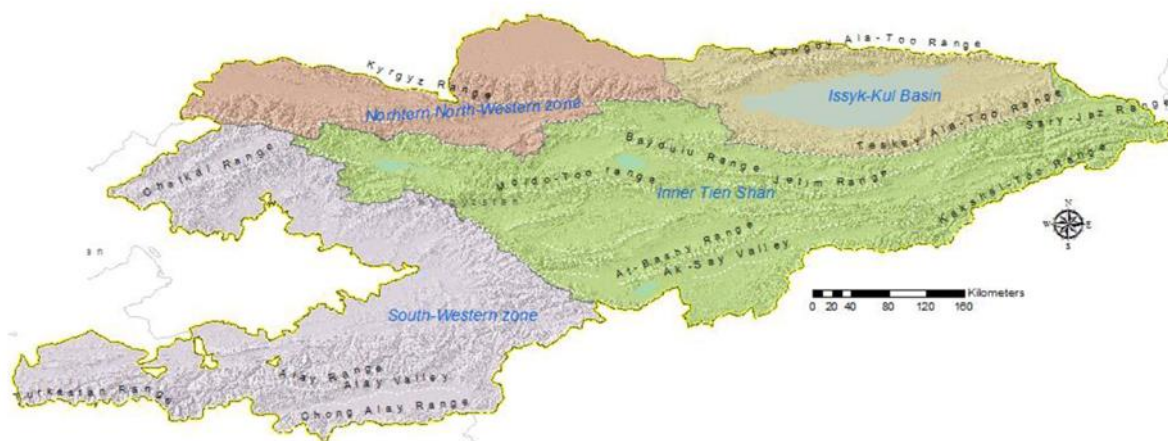 Kungoy Ala-Too Range
Kyrgyz Range
Issyk-Kul Basin
Norhtern North-Western zone
Teskey Ala-Too Range
Sary-Jaz Range
Chatkal Range
Baydulu Range
Jetim Range
Moldo-Too range
Inner Tien Shan
Kakshal-Too Range
N
W
E
S
At-Bashy Range
Ak-Say Valley
an
Kilometers
0 20 40 80 120 160
South-Western zone
Alay Range
Alay Valley
Turkestan Range
Chong Alay Range